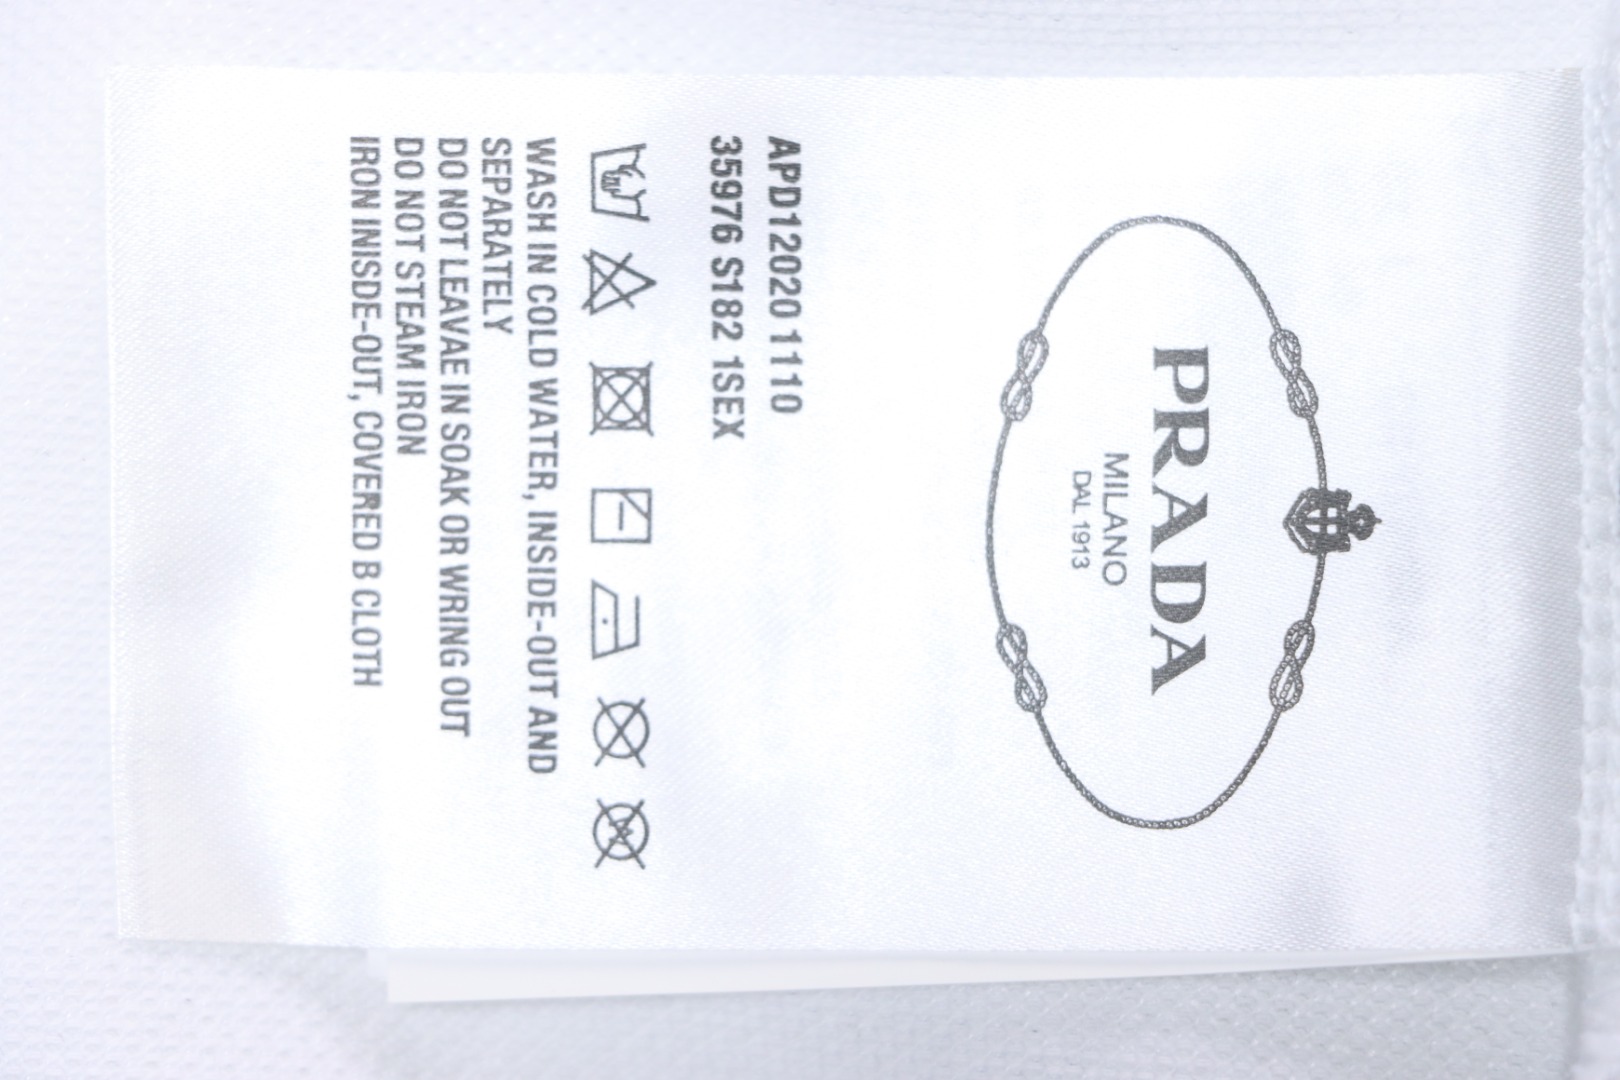 PRADA
MILANO
DAL 1913
APD12020 1110
35976 S182 1SEX
WASH IN COLD WATER, INSIDE-OUT AND
SEPARATELY
DO NOT LEAVAE IN SOAK OR WRING OUT
DO NOT STEAM IRON
IRON INISDE-OUT, COVERED B CLOTH